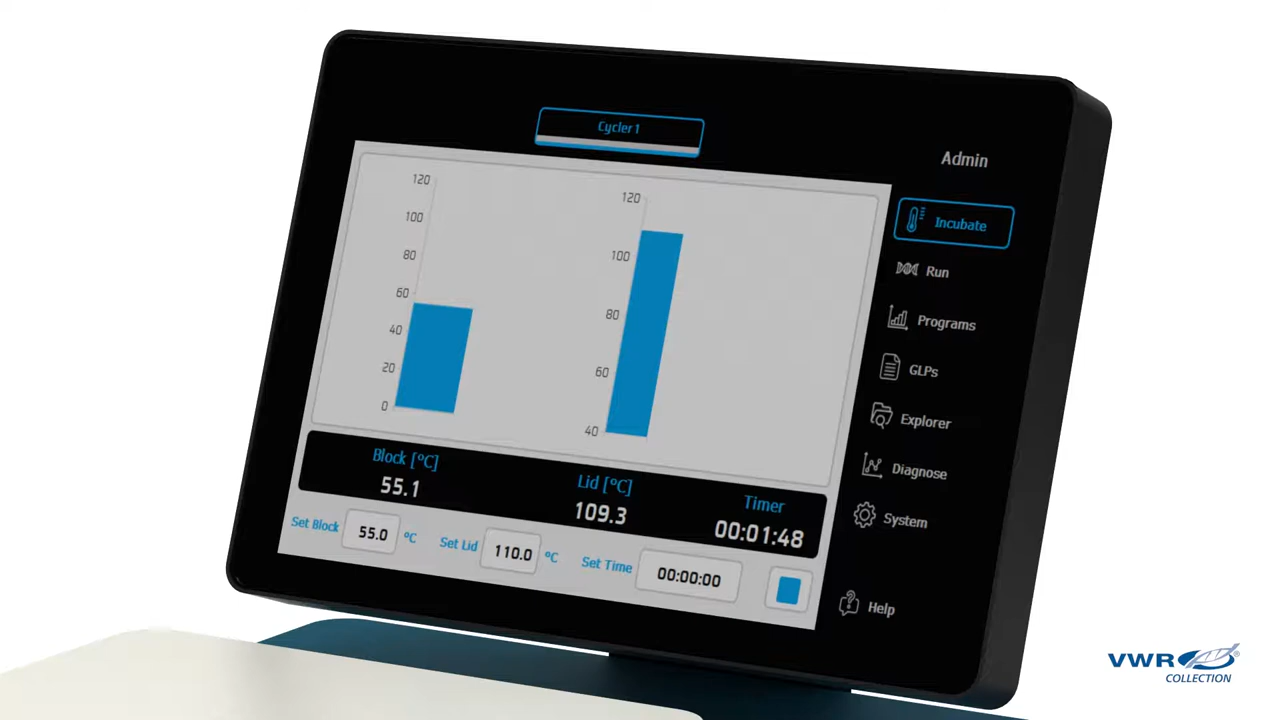 Cycler1
Admin
120
100
80
60
40
20
0
120
100
80
60
40
Block [°C]
55.1
Lid [°C]
109.3
Timer
00:01:48
Set Block 55.0 °C Set Lid 110.0 °C Set Time 00:00:00
Incubate
Run
Programs
GLPs
Explorer
Diagnose
System
Help
VWR®
COLLECTION